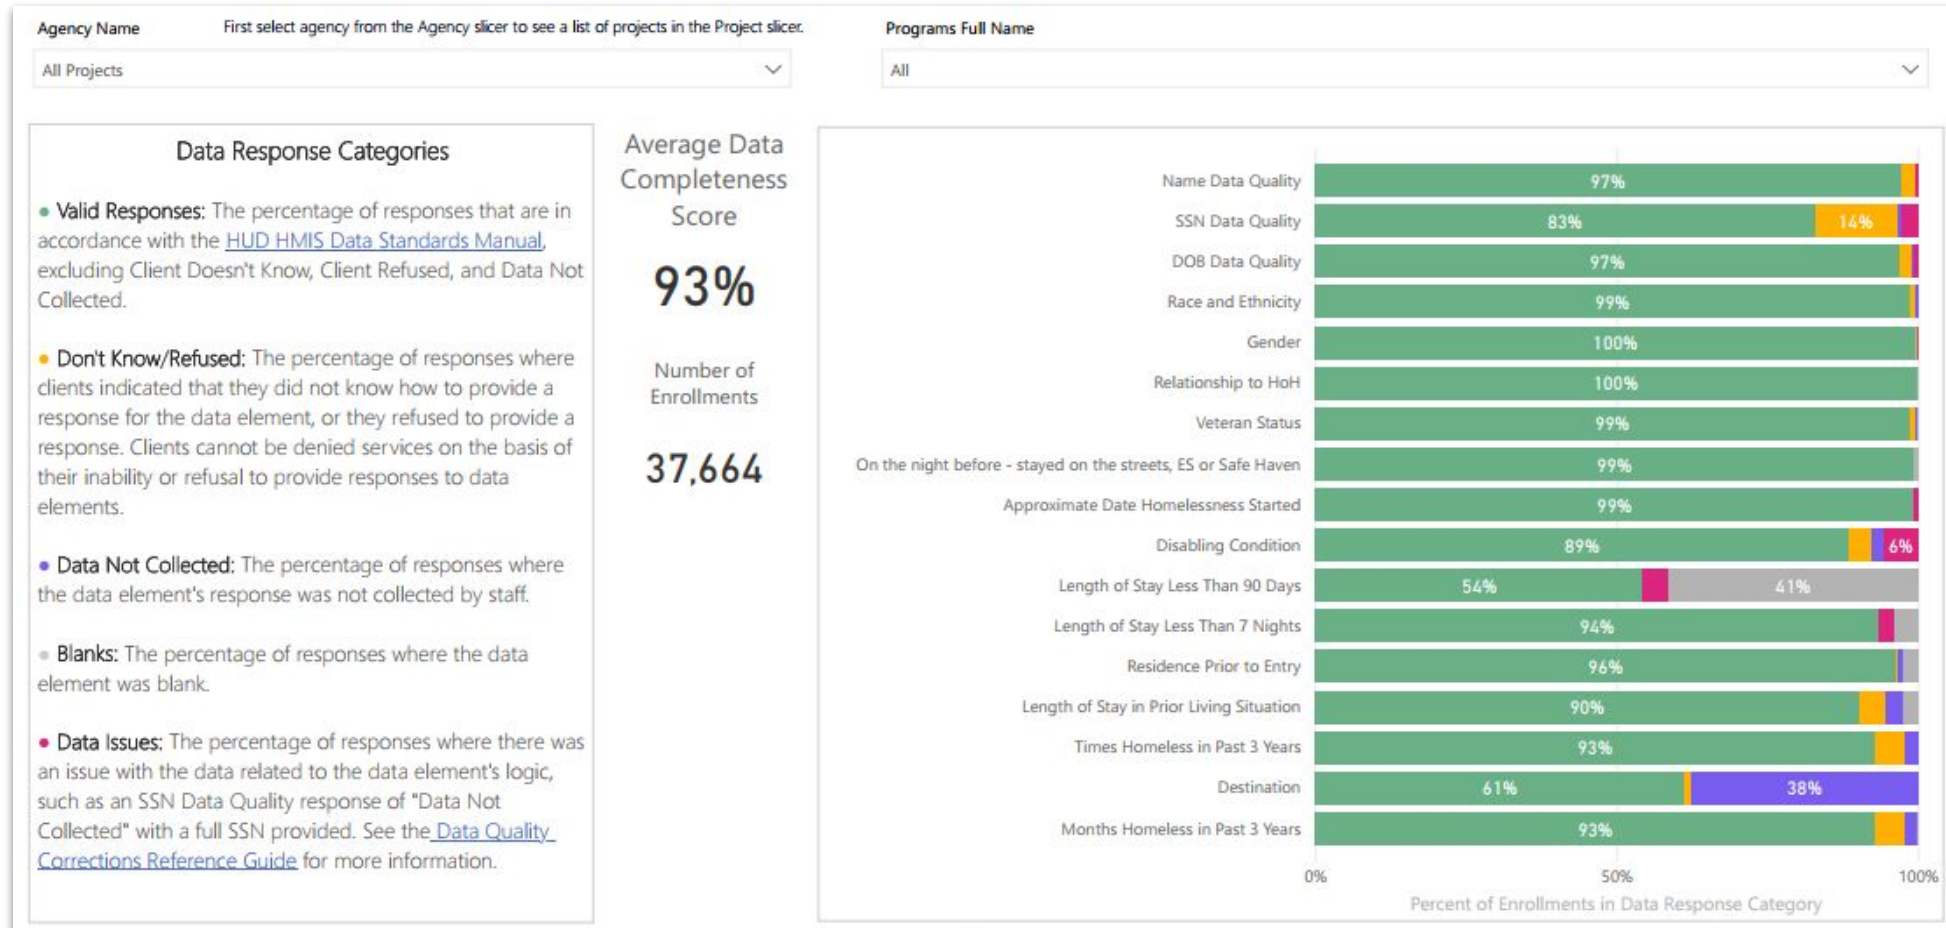 Agency Name
First select agency from the Agency slicer to see a list of projects in the Project slicer.
Programs Full Name
All Projects
All
Data Response Categories
• Valid Responses: The percentage of responses that are in
accordance with the HUD HMIS Data Standards Manual,
excluding Client Doesn't Know, Client Refused, and Data Not
Collected.
• Don't Know/Refused: The percentage of responses where
clients indicated that they did not know how to provide a
response for the data element, or they refused to provide a
response. Clients cannot be denied services on the basis of
their inability or refusal to provide responses to data
elements.
• Data Not Collected: The percentage of responses where
the data element's response was not collected by staff.
• Blanks: The percentage of responses where the data
element was blank.
• Data Issues: The percentage of responses where there was
an issue with the data related to the data element's logic,
such as an SSN Data Quality response of "Data Not
Collected" with a full SSN provided. See the Data Quality
Corrections Reference Guide for more information.
Average Data
Completeness
Score
93%
Number of
Enrollments
37,664
Name Data Quality 97%
SSN Data Quality 83% 14%
DOB Data Quality 97%
Race and Ethnicity 99%
Gender 100%
Relationship to HoH 100%
Veteran Status 99%
On the night before - stayed on the streets, ES or Safe Haven 99%
Approximate Date Homelessness Started 99%
Disabling Condition 89% 6%
Length of Stay Less Than 90 Days 54% 41%
Length of Stay Less Than 7 Nights 94%
Residence Prior to Entry 96%
Length of Stay in Prior Living Situation 90%
Times Homeless in Past 3 Years 93%
Destination 61% 38%
Months Homeless in Past 3 Years 93%
0% 50% 100%
Percent of Enrollments in Data Response Category